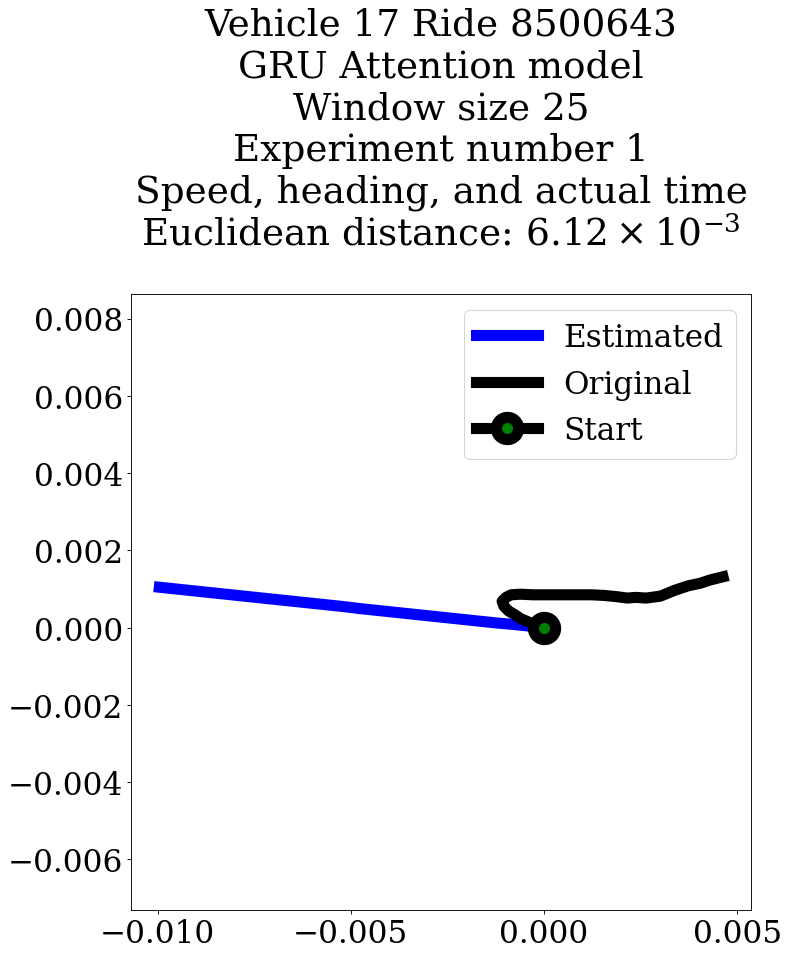 Vehicle 17 Ride 8500643
GRU Attention model
Window size 25
Experiment number 1
Speed, heading, and actual time
Euclidean distance: 6.12 × 10⁻³
0.008
0.006
0.004
0.002
0.000
−0.002
−0.004
−0.006
Estimated
Original
Start
−0.010
−0.005
0.000
0.005